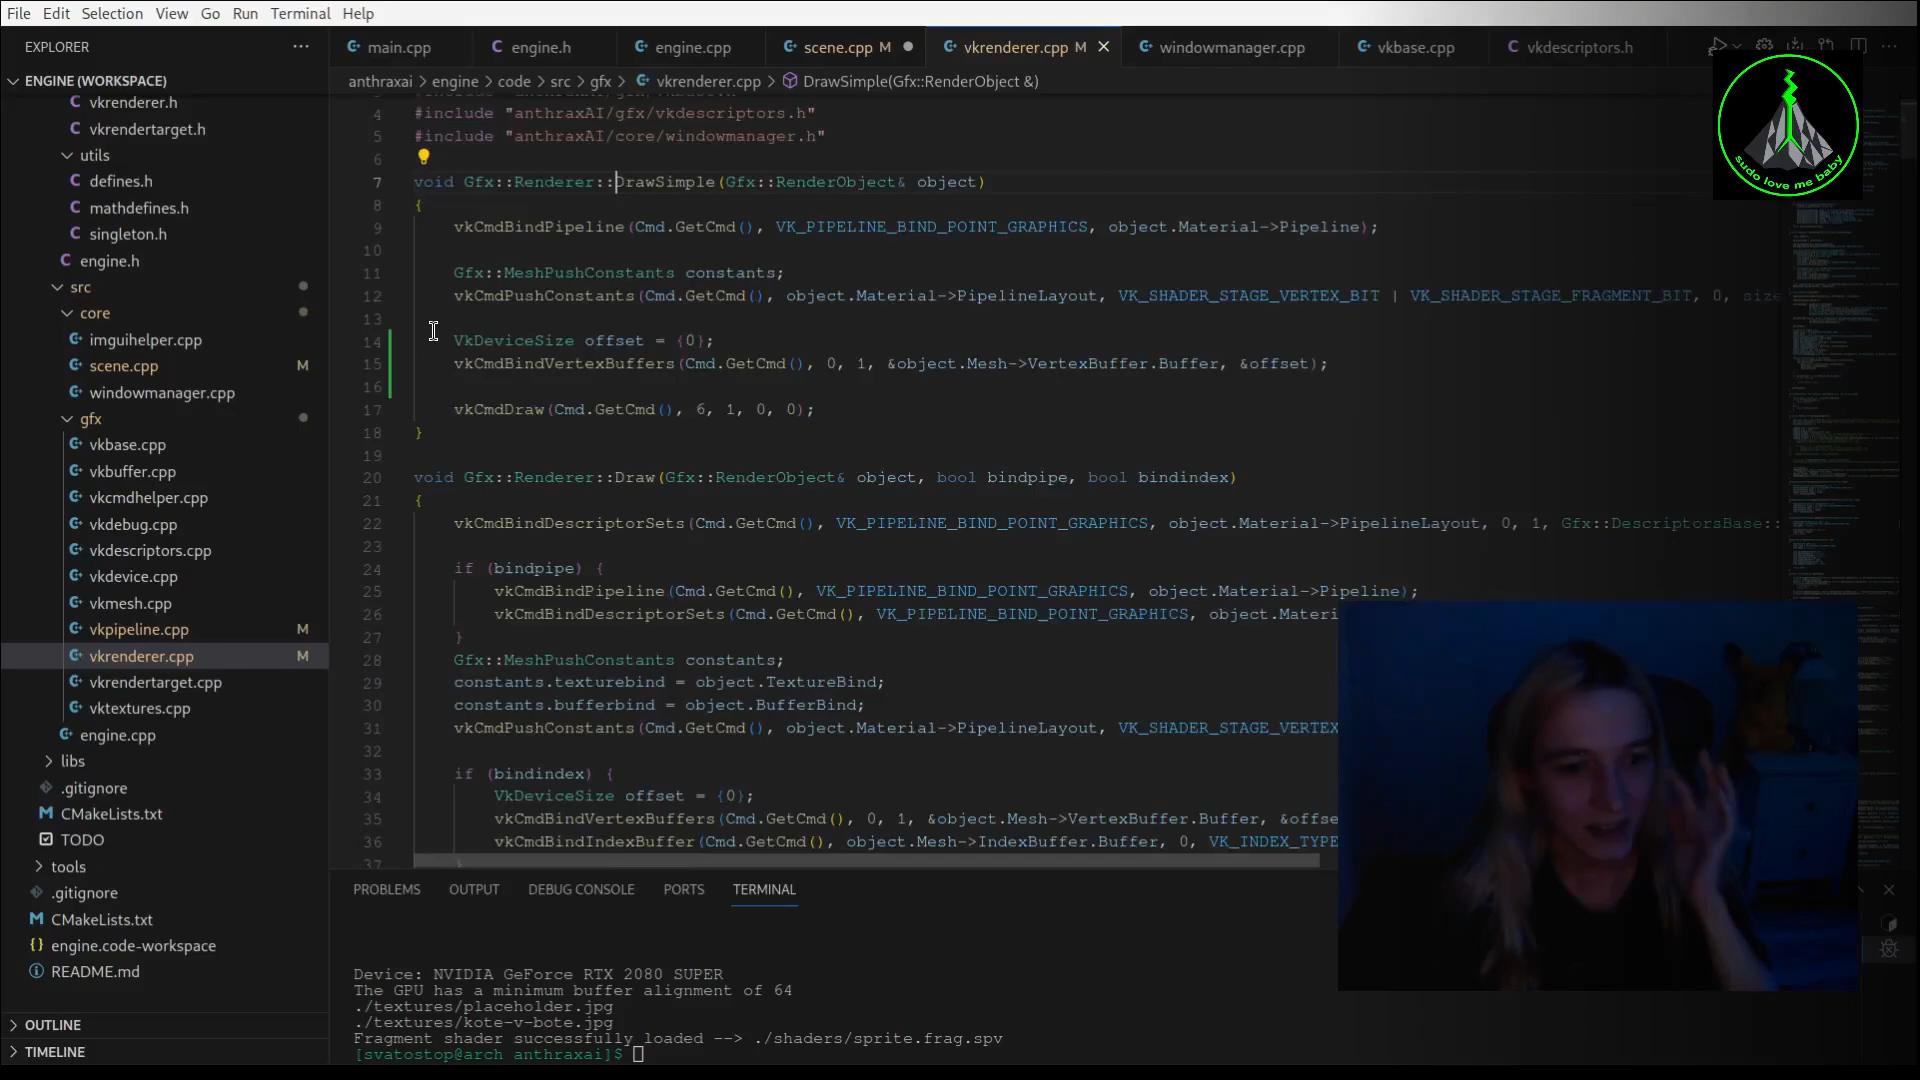 File Edit Selection View Go Run Terminal Help
EXPLORER
main.cpp engine.h engine.cpp scene.cpp M vkrenderer.cpp M windowmanager.cpp vkbase.cpp vkdescriptors.h
ENGINE (WORKSPACE)
anthraxai > engine > code > src > gfx > vkrenderer.cpp > DrawSimple(Gfx::RenderObject &)
vkrenderer.h
vkrendertarget.h
utils
defines.h
mathdefines.h
singleton.h
engine.h
src
core
imguihelper.cpp
scene.cpp M
windowmanager.cpp
gfx
vkbase.cpp
vkbuffer.cpp
vkcmdhelper.cpp
vkdebug.cpp
vkdescriptors.cpp
vkdevice.cpp
vkmesh.cpp
vkpipeline.cpp M
vkrenderer.cpp M
vkrendertarget.cpp
vktextures.cpp
engine.cpp
libs
.gitignore
CMakeLists.txt
TODO
tools
.gitignore
CMakeLists.txt
engine.code-workspace
README.md
OUTLINE
TIMELINE
4 #include "anthraxAI/gfx/vkdescriptors.h"
5 #include "anthraxAI/core/windowmanager.h"
6
7 void Gfx::Renderer::DrawSimple(Gfx::RenderObject& object)
8 {
9 vkCmdBindPipeline(Cmd.GetCmd(), VK_PIPELINE_BIND_POINT_GRAPHICS, object.Material->Pipeline);
10
11 Gfx::MeshPushConstants constants;
12 vkCmdPushConstants(Cmd.GetCmd(), object.Material->PipelineLayout, VK_SHADER_STAGE_VERTEX_BIT | VK_SHADER_STAGE_FRAGMENT_BIT, 0, size
13
14 VkDeviceSize offset = {0};
15 vkCmdBindVertexBuffers(Cmd.GetCmd(), 0, 1, &object.Mesh->VertexBuffer.Buffer, &offset);
16
17 vkCmdDraw(Cmd.GetCmd(), 6, 1, 0, 0);
18 }
19
20 void Gfx::Renderer::Draw(Gfx::RenderObject& object, bool bindpipe, bool bindindex)
21 {
22 vkCmdBindDescriptorSets(Cmd.GetCmd(), VK_PIPELINE_BIND_POINT_GRAPHICS, object.Material->PipelineLayout, 0, 1, Gfx::DescriptorsBase::
23
24 if (bindpipe) {
25 vkCmdBindPipeline(Cmd.GetCmd(), VK_PIPELINE_BIND_POINT_GRAPHICS, object.Material->Pipeline);
26 vkCmdBindDescriptorSets(Cmd.GetCmd(), VK_PIPELINE_BIND_POINT_GRAPHICS, object.Materi
27 }
28 Gfx::MeshPushConstants constants;
29 constants.texturebind = object.TextureBind;
30 constants.bufferbind = object.BufferBind;
31 vkCmdPushConstants(Cmd.GetCmd(), object.Material->PipelineLayout, VK_SHADER_STAGE_VERTEX
32
33 if (bindindex) {
34 VkDeviceSize offset = {0};
35 vkCmdBindVertexBuffers(Cmd.GetCmd(), 0, 1, &object.Mesh->VertexBuffer.Buffer, &offse
36 vkCmdBindIndexBuffer(Cmd.GetCmd(), object.Mesh->IndexBuffer.Buffer, 0, VK_INDEX_TYPE
37 }
PROBLEMS OUTPUT DEBUG CONSOLE PORTS TERMINAL
Device: NVIDIA GeForce RTX 2080 SUPER
The GPU has a minimum buffer alignment of 64
./textures/placeholder.jpg
./textures/kote-v-bote.jpg
Fragment shader successfully loaded --> ./shaders/sprite.frag.spv
[svatostop@arch anthraxai]$
sudo love me baby